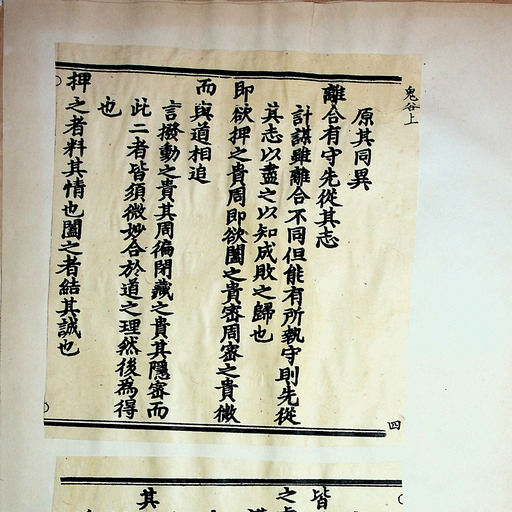 鬼谷上
原其同異
離合有守先從其志
計謀雖離合不同但能有所執守則先從
其志以盡之以知成敗之歸也
即欲押之貴周即欲闔之貴密周密之貴微
而與道相追
言撥動之貴其周徧閉藏之貴其隱密而
此二者皆須微妙合於道之理然後為得
也
押之者料其情也闔之者結其誠也
四
皆
之
其